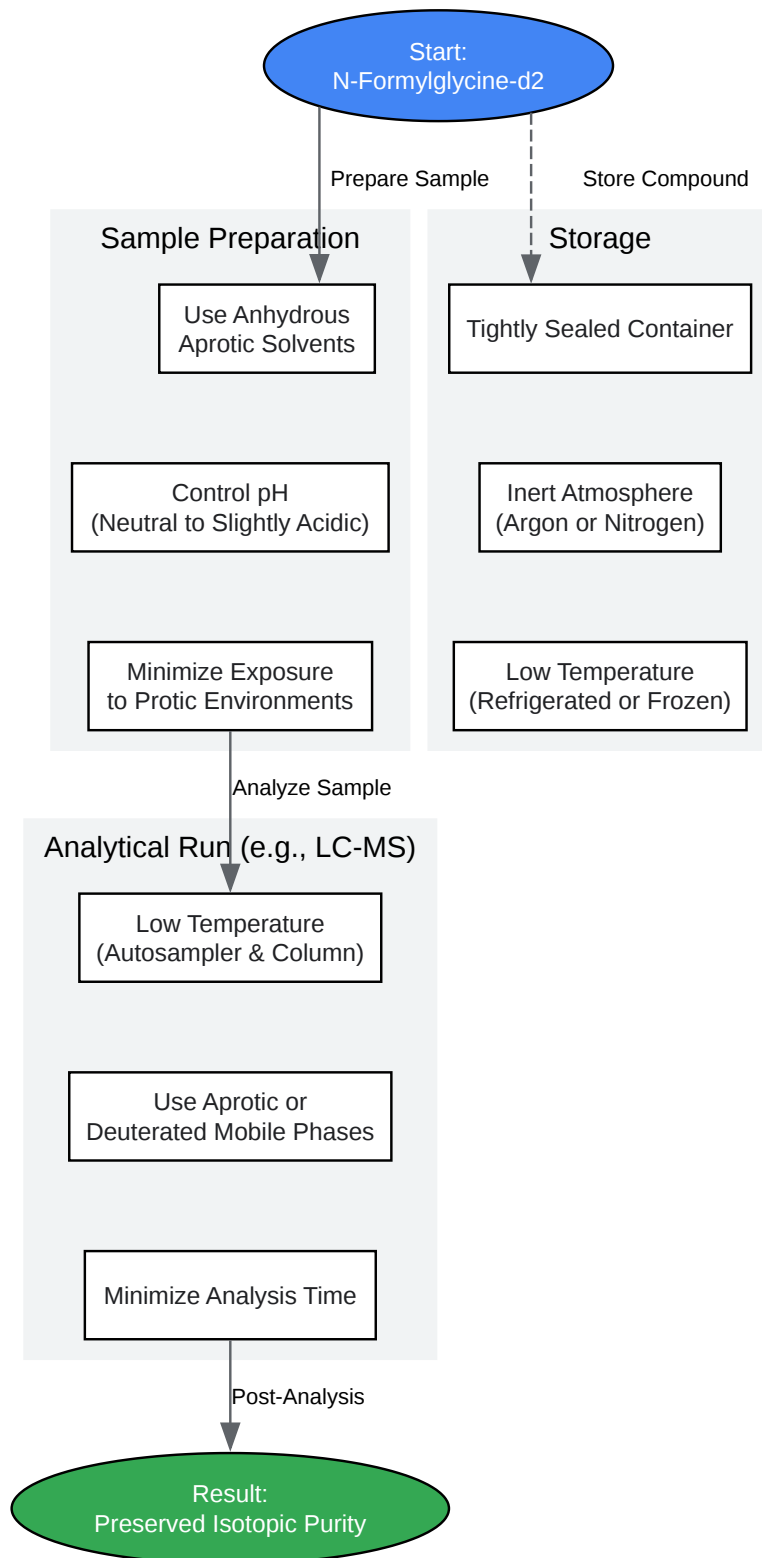 Start:
N-Formylglycine-d2
Prepare Sample
Store Compound
Sample Preparation
Storage
Use Anhydrous
Aprotic Solvents
Tightly Sealed Container
Control pH
(Neutral to Slightly Acidic)
Inert Atmosphere
(Argon or Nitrogen)
Minimize Exposure
to Protic Environments
Low Temperature
(Refrigerated or Frozen)
Analyze Sample
Analytical Run (e.g., LC-MS)
Low Temperature
(Autosampler & Column)
Use Aprotic or
Deuterated Mobile Phases
Minimize Analysis Time
Post-Analysis
Result:
Preserved Isotopic Purity